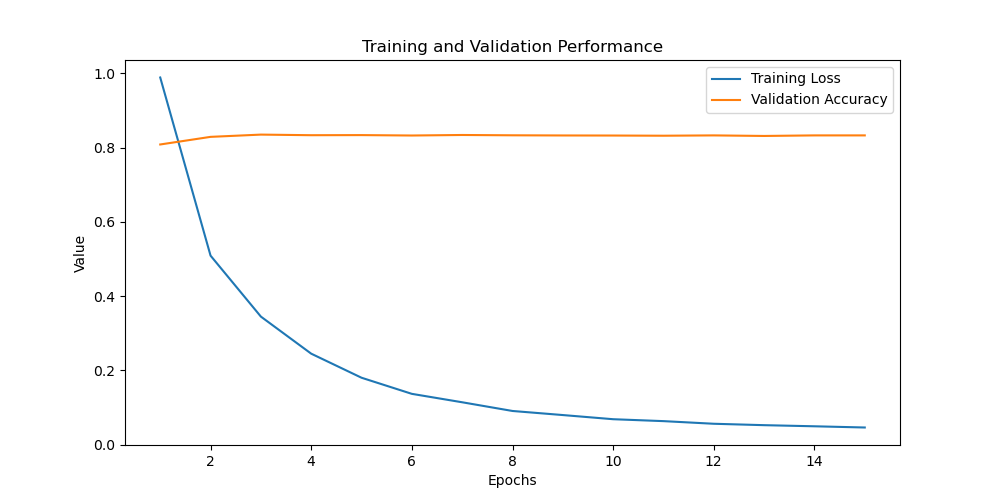 Training and Validation Performance
Training Loss
Validation Accuracy
1.0
0.8
0.6
0.4
0.2
0.0
Value
2 4 6 8 10 12 14
Epochs